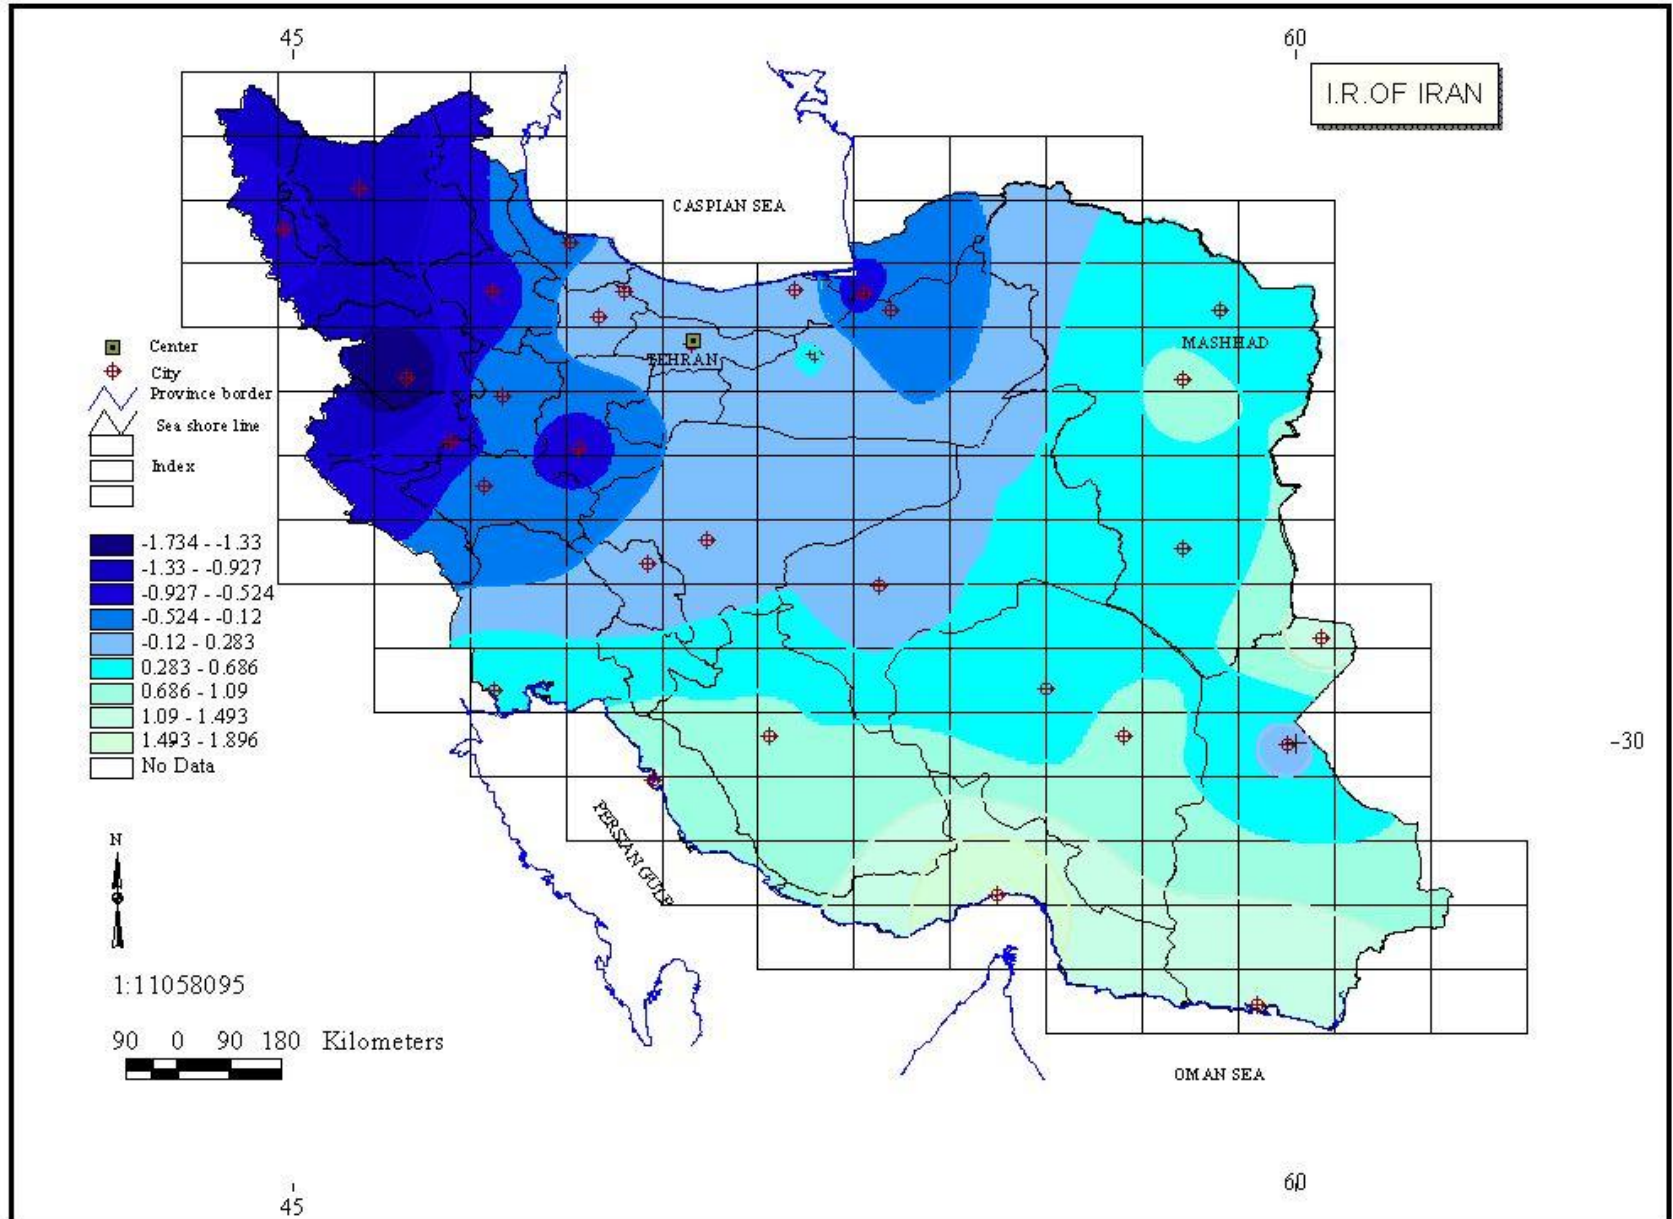 45
60
I.R.OF IRAN
CASPIAN SEA
TEHRAN
MASHHAD
Center
City
Province border
Sea shore line
Index
-1.734 - -1.33
-1.33 - -0.927
-0.927 - -0.524
-0.524 - -0.12
-0.12 - 0.283
0.283 - 0.686
0.686 - 1.09
1.09 - 1.493
1.493 - 1.896
No Data
-30
PERSIAN GULF
N
1:11058095
90 0 90 180 Kilometers
OMAN SEA
45
60